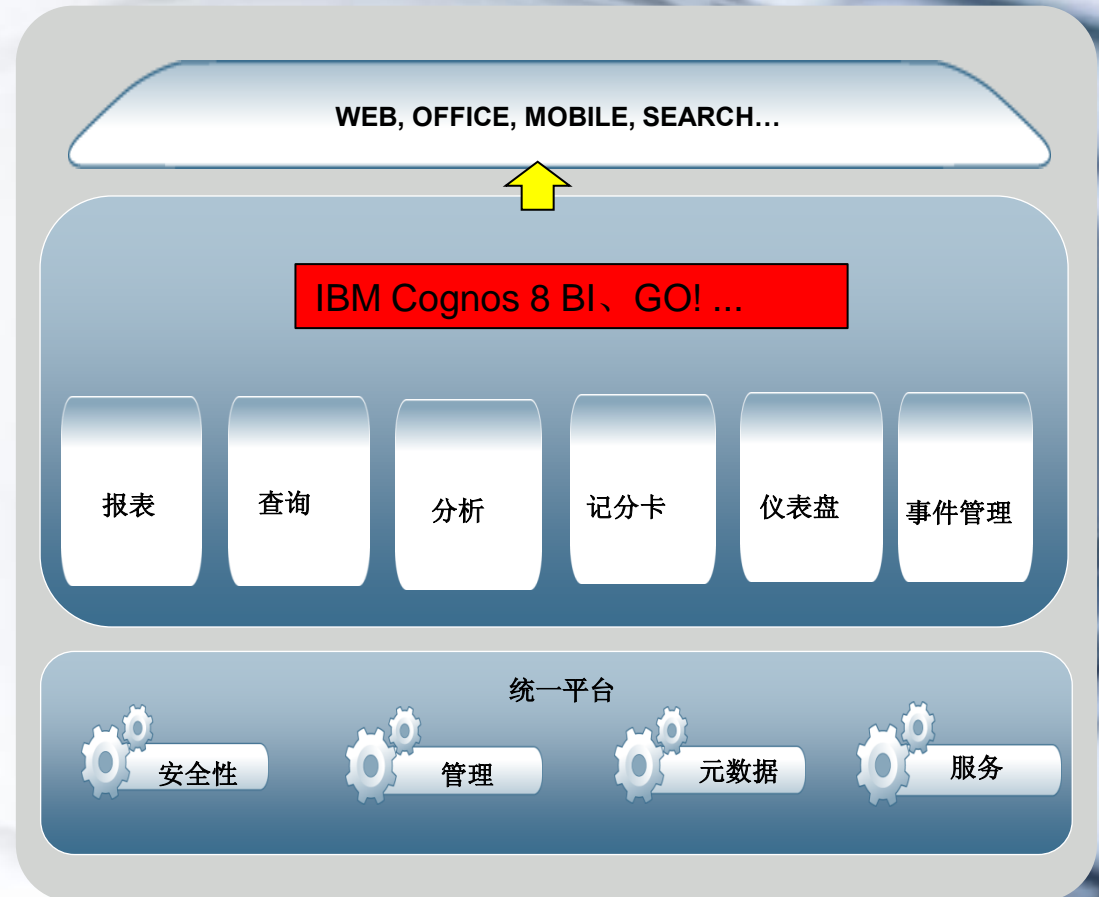 WEB, OFFICE, MOBILE, SEARCH…
IBM Cognos 8 BI、GO! ...
报表
查询
分析
记分卡
仪表盘
事件管理
统一平台
安全性
管理
元数据
服务